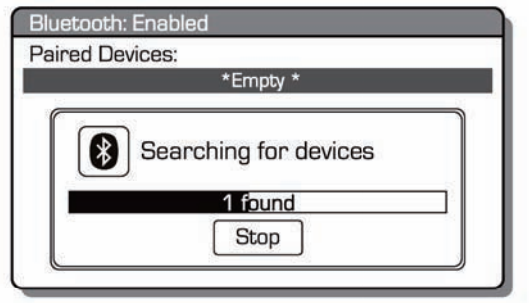 Bluetooth: Enabled
Paired Devices:
*Empty *
Searching for devices
1 found
Stop